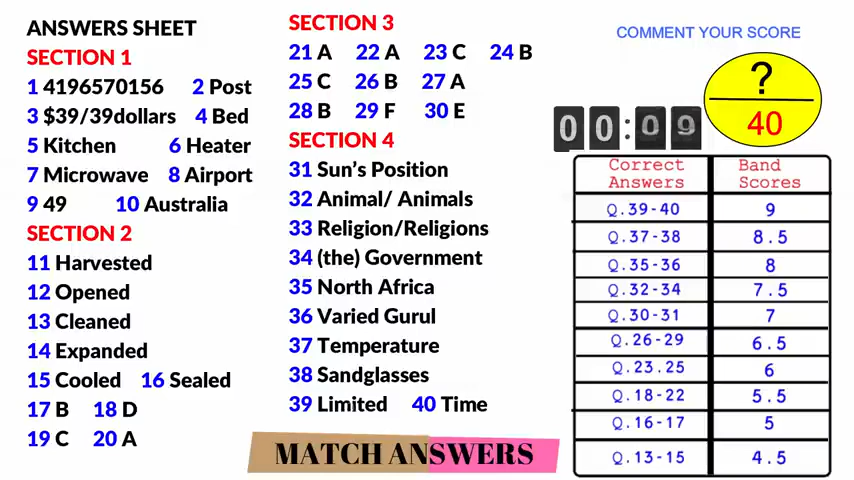 ANSWERS SHEET
SECTION 1
1 4196570156 2 Post
3 $39/39dollars 4 Bed
5 Kitchen 6 Heater
7 Microwave 8 Airport
9 49 10 Australia
SECTION 2
11 Harvested
12 Opened
13 Cleaned
14 Expanded
15 Cooled 16 Sealed
17 B 18 D
19 C 20 A
SECTION 3
21 A 22 A 23 C 24 B
25 C 26 B 27 A
28 B 29 F 30 E
SECTION 4
31 Sun's Position
32 Animal/ Animals
33 Religion/Religions
34 (the) Government
35 North Africa
36 Varied Gurul
37 Temperature
38 Sandglasses
39 Limited 40 Time
MATCH ANSWERS
COMMENT YOUR SCORE
?
40
00:09
Correct Answers Band Scores
Q.39-40 9
Q.37-38 8.5
Q.35-36 8
Q.32-34 7.5
Q.30-31 7
Q.26-29 6.5
Q.23.25 6
Q.18-22 5.5
Q.16-17 5
Q.13-15 4.5